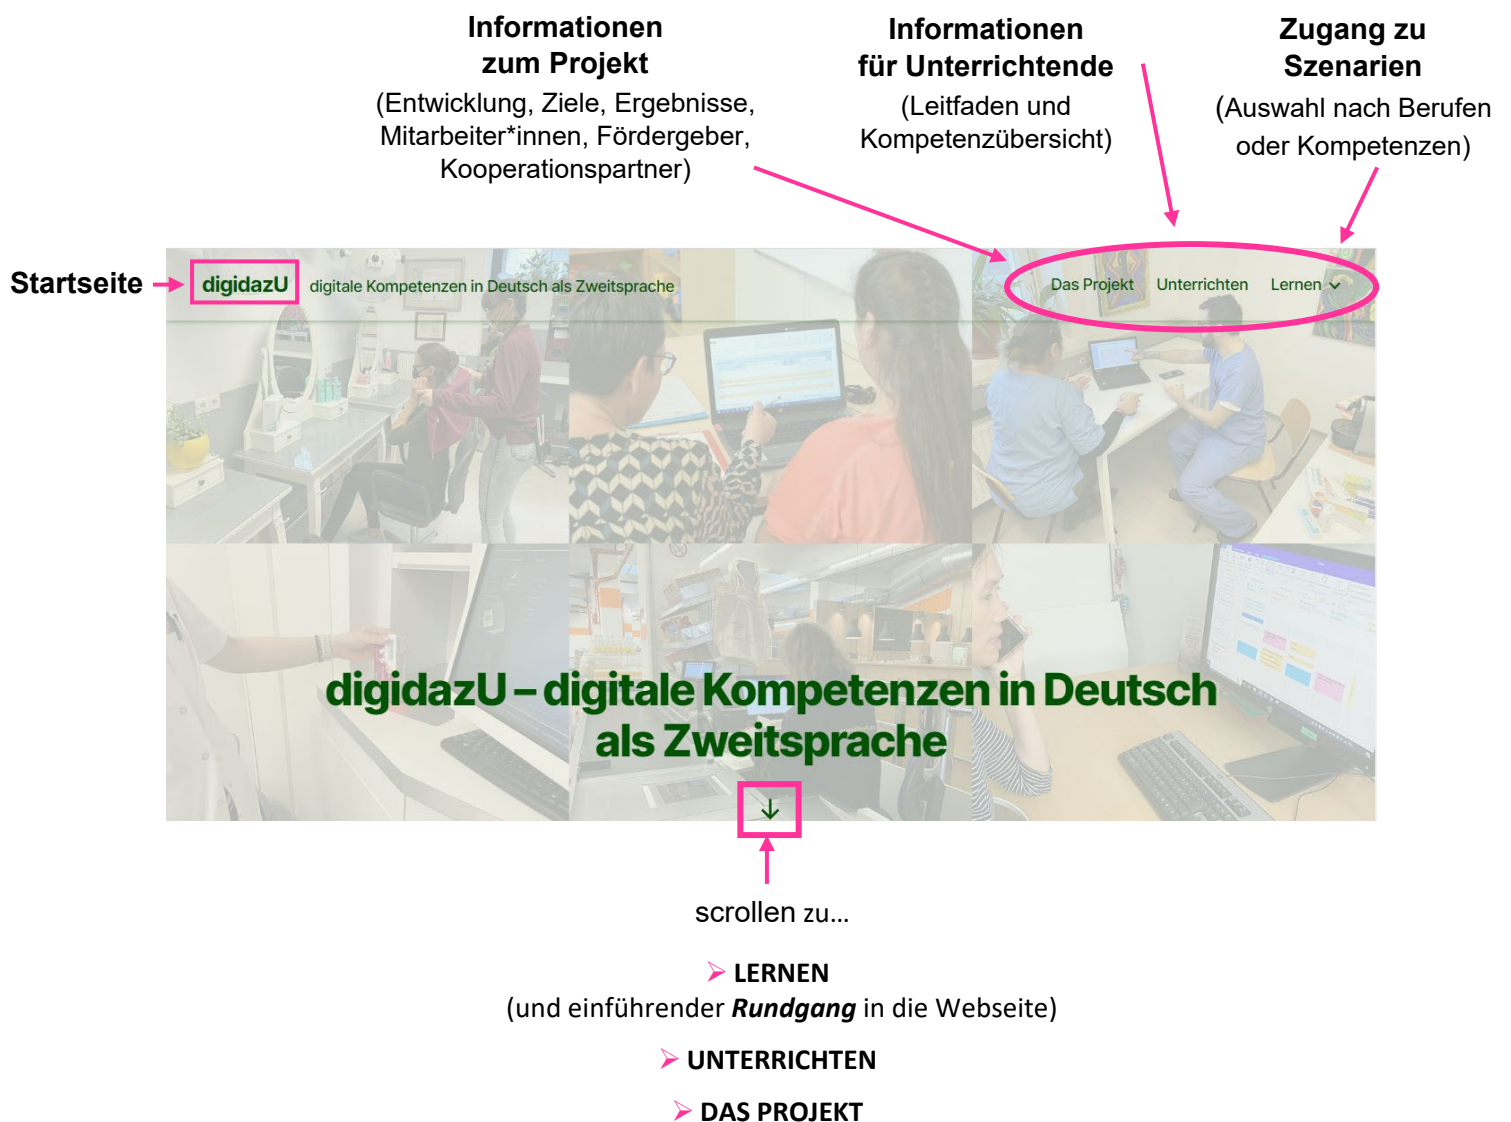 Informationen
zum Projekt
(Entwicklung, Ziele, Ergebnisse,
Mitarbeiter*innen, Fördergeber,
Kooperationspartner)
Informationen
für Unterrichtende
(Leitfaden und
Kompetenzübersicht)
Zugang zu
Szenarien
(Auswahl nach Berufen
oder Kompetenzen)
Startseite
digidazU digitale Kompetenzen in Deutsch als Zweitsprache
Das Projekt Unterrichten Lernen
digidazU – digitale Kompetenzen in Deutsch
als Zweitsprache
scrollen zu...
LERNEN
(und einführender Rundgang in die Webseite)
UNTERRICHTEN
DAS PROJEKT